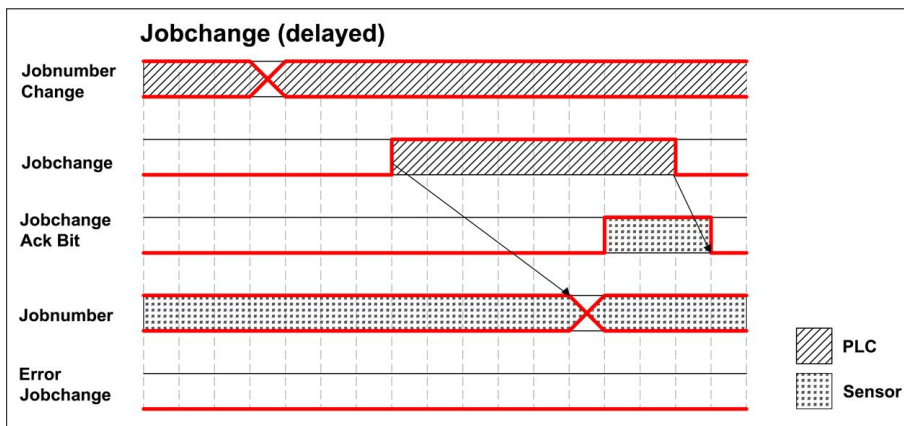 Jobchange (delayed)
Jobnumber
Change
Jobchange
Jobchange
Ack Bit
Jobnumber
Error
Jobchange
PLC
Sensor